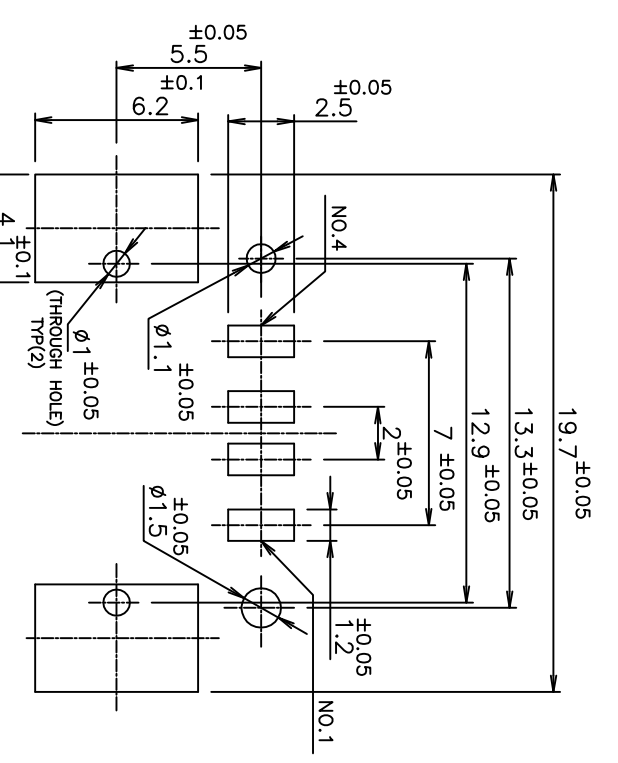 ±0.05
5.5
±0.1
6.2
±0.05
2.5
NO.4
4.1 ±0.1
(THROUGH HOLE)
TYP(2)
ø1 ±0.05
ø1.1 ±0.05
19.7 ±0.05
13.3 ±0.05
12.9 ±0.05
7 ±0.05
2 ±0.05
ø1.5 ±0.05
1.2 ±0.05
NO.1